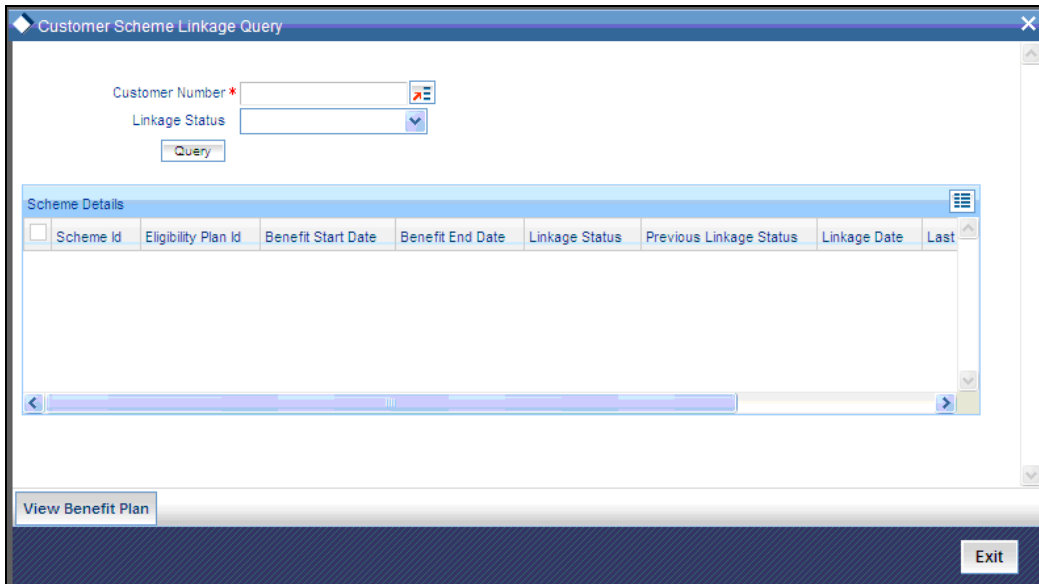 Customer Scheme Linkage Query
Customer Number *
Linkage Status
Query
Scheme Details
Scheme Id Eligibility Plan Id Benefit Start Date Benefit End Date Linkage Status Previous Linkage Status Linkage Date Last
View Benefit Plan
Exit